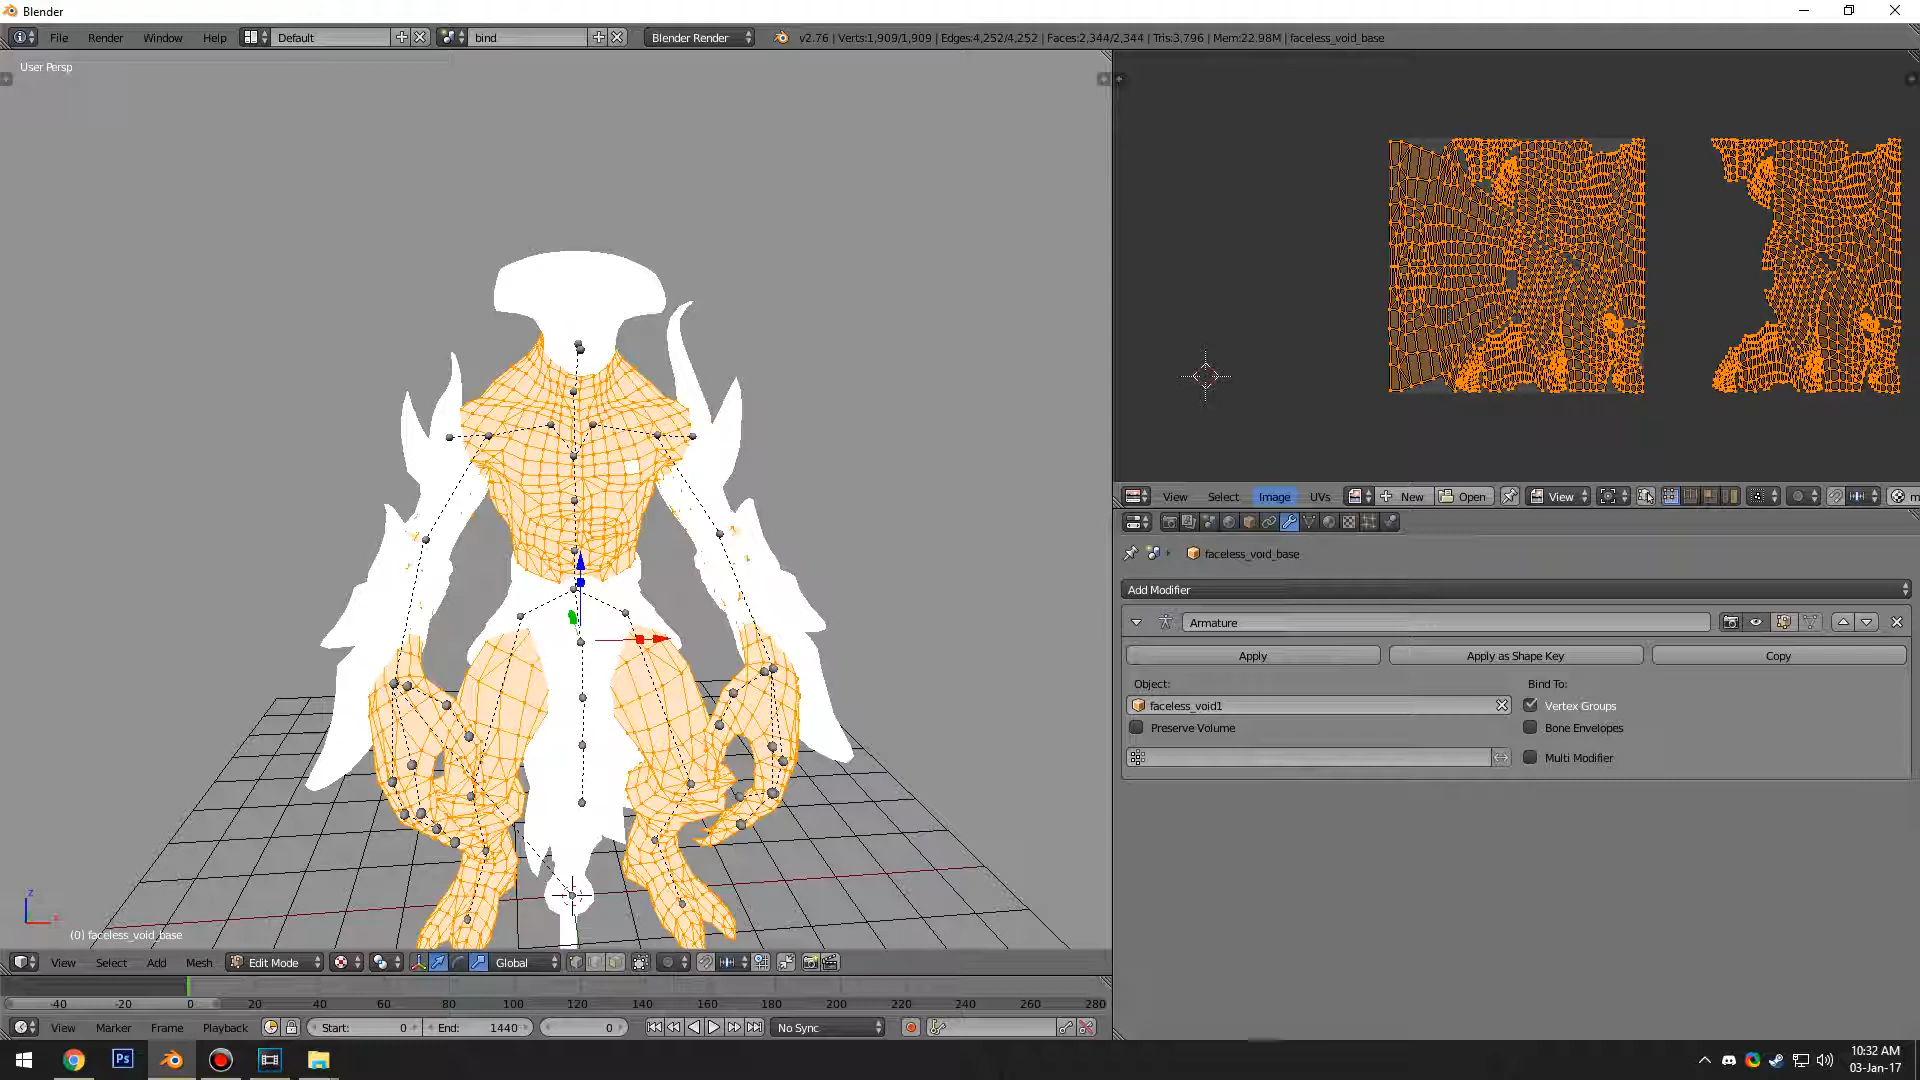 Blender
File Render Window Help Default bind Blender Render v2.76 | Verts:1,909/1,909 | Edges:4,252/4,252 | Faces:2,344/2,344 | Tris:3,796 | Mem:22.98M | faceless_void_base
User Persp
View Select Image UVs New Open View
faceless_void_base
Add Modifier
Armature
Apply Apply as Shape Key Copy
Object: Bind To:
faceless_void1 Vertex Groups
Preserve Volume Bone Envelopes
Multi Modifier
z
x
(0) faceless_void_base
View Select Add Mesh Edit Mode Global
-40 -20 0 20 40 60 80 100 120 140 160 180 200 220 240 260 280
View Marker Frame Playback Start: 0 End: 1440 0 No Sync
Ps
10:32 AM
03-Jan-17